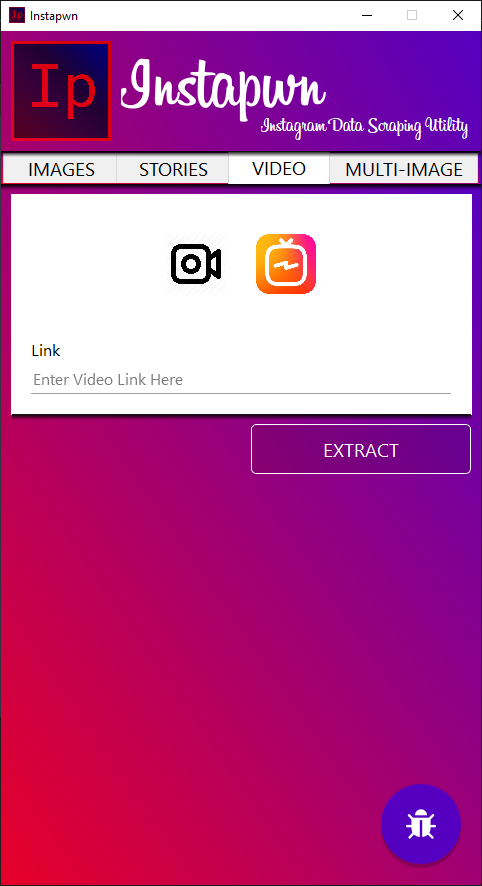 Instapwn
Ip
Instapwn
Instagram Data Scraping Utility
IMAGES STORIES VIDEO MULTI-IMAGE
Link
Enter Video Link Here
EXTRACT